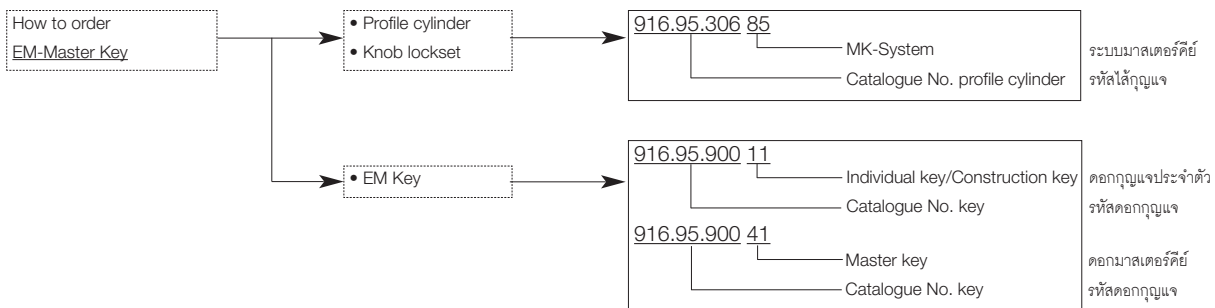 How to order
EM-Master Key
• Profile cylinder
• Knob lockset
916.95.306 85
MK-System ระบบมาสเตอร์คีย์
Catalogue No. profile cylinder รหัสไส้กุญแจ
• EM Key
916.95.900 11
Individual key/Construction key ดอกกุญแจประจำตัว
Catalogue No. key รหัสดอกกุญแจ
916.95.900 41
Master key ดอกมาสเตอร์คีย์
Catalogue No. key รหัสดอกกุญแจ